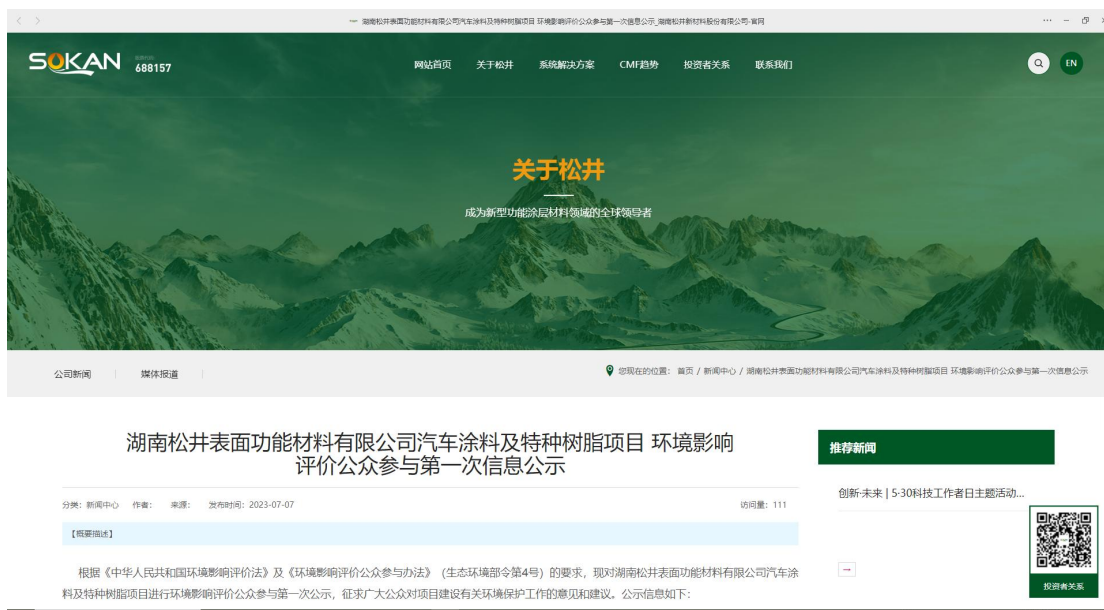 湖南松井表面功能材料有限公司汽车涂料及特种树脂项目 环境影响评价公众参与第一次信息公示_湖南松井新材料股份有限公司-官网
SOKAN
688157
网站首页 关于松井 系统解决方案 CMF趋势 投资者关系 联系我们
EN
关于松井
成为新型功能涂层材料领域的全球领导者
公司新闻 媒体报道
您现在的位置: 首页 / 新闻中心 / 湖南松井表面功能材料有限公司汽车涂料及特种树脂项目 环境影响评价公众参与第一次信息公示
湖南松井表面功能材料有限公司汽车涂料及特种树脂项目 环境影响
评价公众参与第一次信息公示
分类: 新闻中心 作者: 来源: 发布时间: 2023-07-07 访问量: 111
【概要描述】
根据《中华人民共和国环境影响评价法》及《环境影响评价公众参与办法》（生态环境部令第4号）的要求，现对湖南松井表面功能材料有限公司汽车涂
料及特种树脂项目进行环境影响评价公众参与第一次公示，征求广大公众对项目建设有关环境保护工作的意见和建议。公示信息如下：
推荐新闻
创新·未来 | 5·30科技工作者日主题活动...
投资者关系